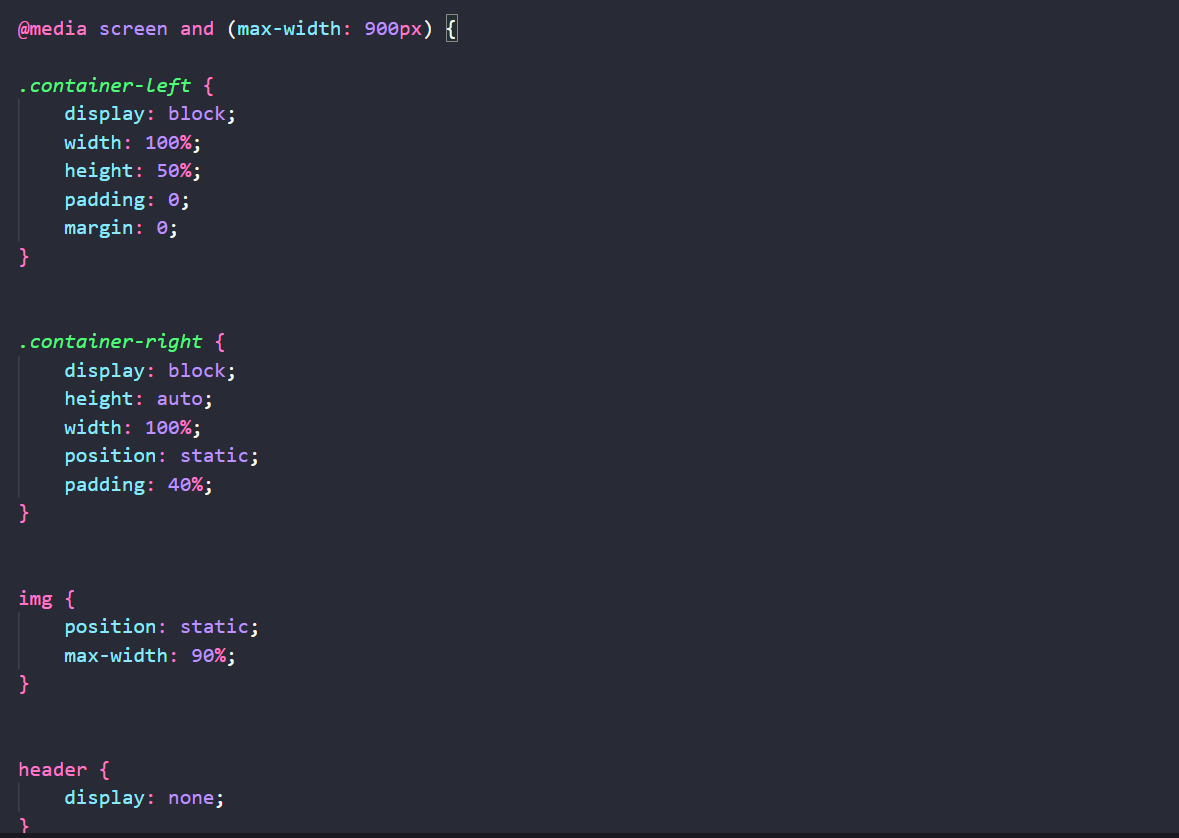 @media screen and (max-width: 900px) {
.container-left {
display: block;
width: 100%;
height: 50%;
padding: 0;
margin: 0;
}
.container-right {
display: block;
height: auto;
width: 100%;
position: static;
padding: 40%;
}
img {
position: static;
max-width: 90%;
}
header {
display: none;
}